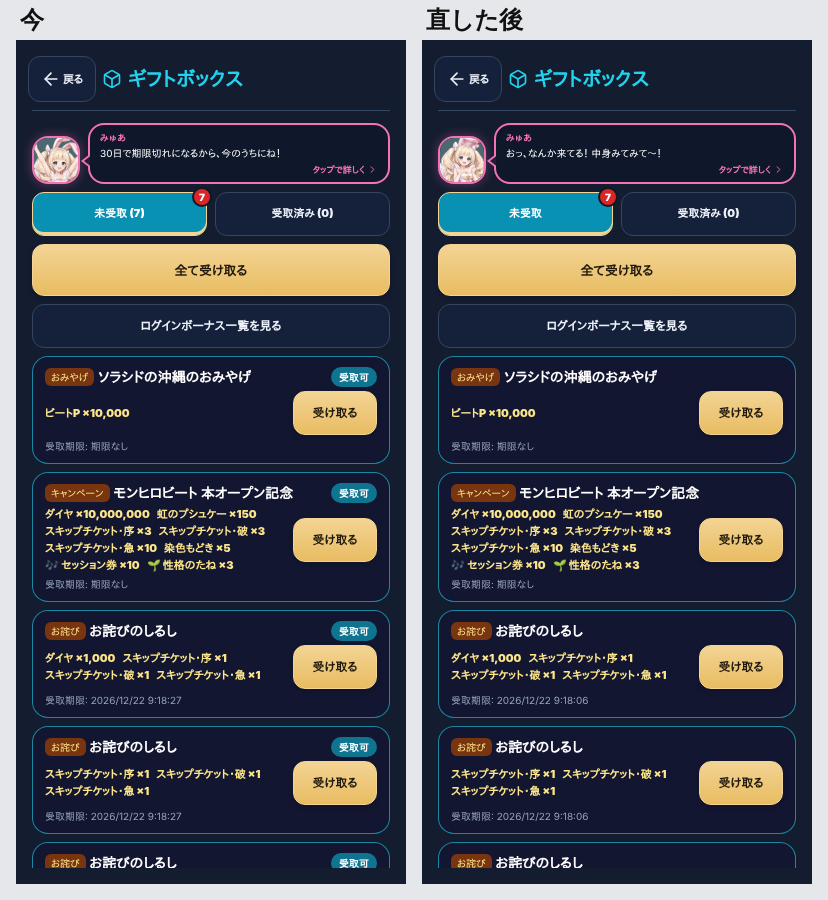 今
戻る
ギフトボックス
みゅあ
30日で期限切れになるから、今のうちにね!
タップで詳しく
未受取 (7)
7
受取済み (0)
全て受け取る
ログインボーナス一覧を見る
おみやげ ソラシドの沖縄のおみやげ 受取可
ビートP ×10,000
受け取る
受取期限: 期限なし
キャンペーン モンヒロビート 本オープン記念 受取可
ダイヤ ×10,000,000 虹のプシュケー ×150
スキップチケット・序 ×3 スキップチケット・破 ×3
スキップチケット・急 ×10 染色もどき ×5
🎶 セッション券 ×10 🌱 性格のたね ×3
受け取る
受取期限: 期限なし
お詫び お詫びのしるし 受取可
ダイヤ ×1,000 スキップチケット・序 ×1
スキップチケット・破 ×1 スキップチケット・急 ×1
受け取る
受取期限: 2026/12/22 9:18:27
お詫び お詫びのしるし 受取可
スキップチケット・序 ×1 スキップチケット・破 ×1
スキップチケット・急 ×1
受け取る
受取期限: 2026/12/22 9:18:27
お詫び お詫びのしるし 受取可
直した後
戻る
ギフトボックス
みゅあ
おっ、なんか来てる! 中身みてみて〜!
タップで詳しく
未受取
7
受取済み (0)
全て受け取る
ログインボーナス一覧を見る
おみやげ ソラシドの沖縄のおみやげ
ビートP ×10,000
受け取る
受取期限: 期限なし
キャンペーン モンヒロビート 本オープン記念
ダイヤ ×10,000,000 虹のプシュケー ×150
スキップチケット・序 ×3 スキップチケット・破 ×3
スキップチケット・急 ×10 染色もどき ×5
🎶 セッション券 ×10 🌱 性格のたね ×3
受け取る
受取期限: 期限なし
お詫び お詫びのしるし
ダイヤ ×1,000 スキップチケット・序 ×1
スキップチケット・破 ×1 スキップチケット・急 ×1
受け取る
受取期限: 2026/12/22 9:18:06
お詫び お詫びのしるし
スキップチケット・序 ×1 スキップチケット・破 ×1
スキップチケット・急 ×1
受け取る
受取期限: 2026/12/22 9:18:06
お詫び お詫びのしるし